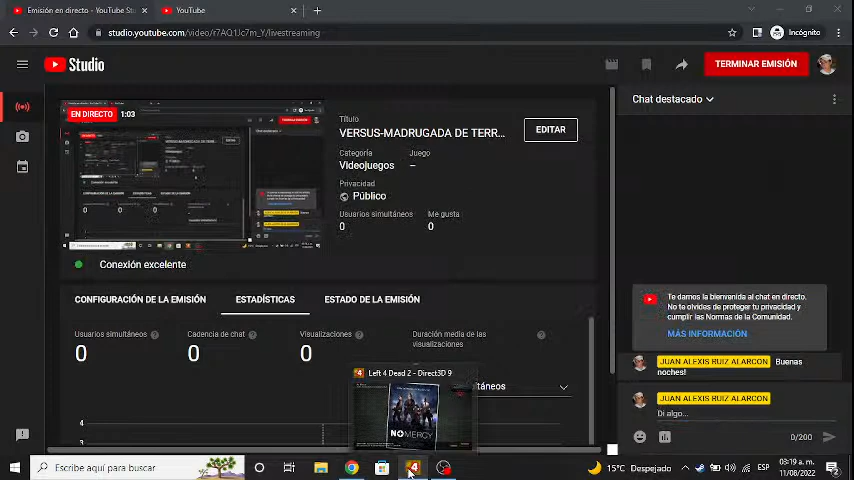 Emisión en directo - YouTube Stu
YouTube
studio.youtube.com/video/r7AQ1Jc7m_Y/livestreaming
Incógnito
Studio
TERMINAR EMISIÓN
EN DIRECTO 1:03
Título
VERSUS-MADRUGADA DE TERR...
EDITAR
Categoría Juego
Videojuegos –
Privacidad
Público
Usuarios simultáneos Me gusta
0 0
Conexión excelente
CONFIGURACIÓN DE LA EMISIÓN ESTADÍSTICAS ESTADO DE LA EMISIÓN
Usuarios simultáneos Cadencia de chat Visualizaciones Duración media de las visualizaciones
0 0 0
Left 4 Dead 2 - Direct3D 9
NO MERCY
táneos
4
3
Chat destacado
Te damos la bienvenida al chat en directo.
No te olvides de proteger tu privacidad y
cumplir las Normas de la Comunidad.
MÁS INFORMACIÓN
JUAN ALEXIS RUIZ ALARCON Buenas
noches!
JUAN ALEXIS RUIZ ALARCON
Di algo...
0/200
Escribe aquí para buscar
15°C Despejado
ESP
03:19 a. m.
11/08/2022
2